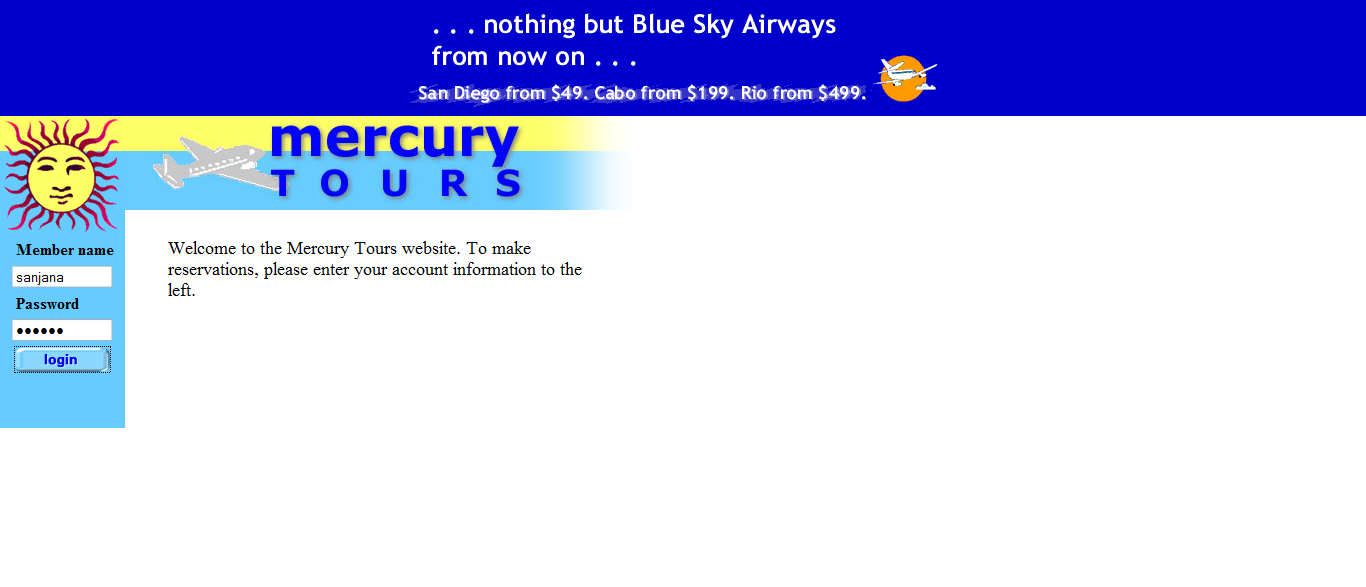 . . . nothing but Blue Sky Airways
from now on . . .
San Diego from $49. Cabo from $199. Rio from $499.
mercury
TOURS
Member name
sanjana
Password
••••••
login
Welcome to the Mercury Tours website. To make
reservations, please enter your account information to the
left.